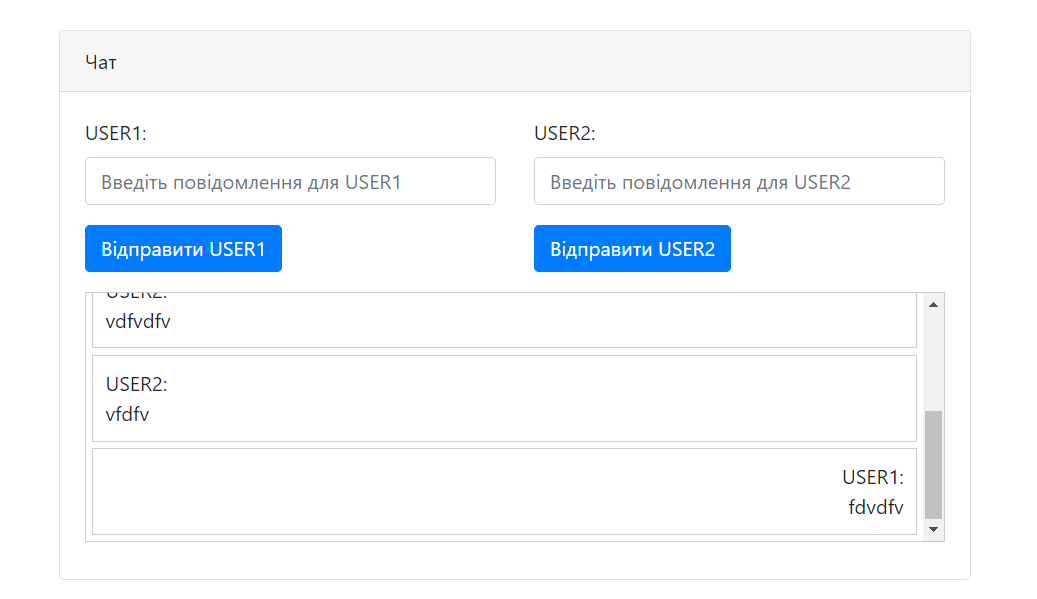 Чат
USER1:
USER2:
Введіть повідомлення для USER1
Введіть повідомлення для USER2
Відправити USER1
Відправити USER2
USER2:
vdfvdfv
USER2:
vfdfv
USER1:
fdvdfv